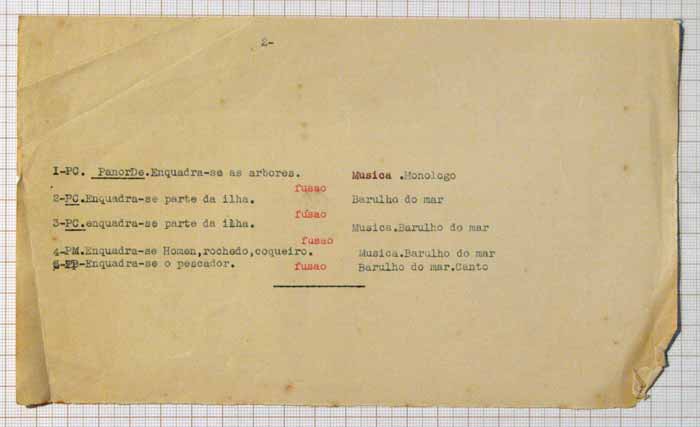 2-
I-PC. PanorDe.Enquadra-se as arbores. Musica .Monologo
fusao
2-PC.Enquadra-se parte da ilha. Barulho do mar
fusao
3-PC.enquadra-se parte da ilha. Musica.Barulho do mar
fusao
4-PM.Enquadra-se Homen,rochedo,coqueiro. Musica.Barulho do mar
Enquadra-se o pescador. fusao Barulho do mar.Canto